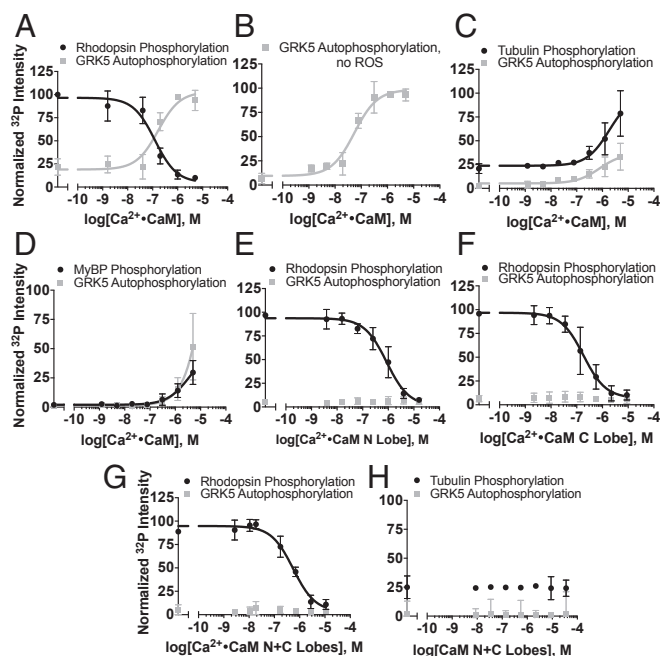 A
Rhodopsin Phosphorylation
GRK5 Autophosphorylation
Normalized ³²P Intensity
125
100
75
50
25
0
-10 -9 -8 -7 -6 -5 -4
log[Ca²⁺•CaM], M
B
GRK5 Autophosphorylation,
no ROS
125
100
75
50
25
0
-10 -9 -8 -7 -6 -5 -4
log[Ca²⁺•CaM], M
C
Tubulin Phosphorylation
GRK5 Autophosphorylation
125
100
75
50
25
0
-10 -9 -8 -7 -6 -5 -4
log[Ca²⁺•CaM], M
D
MyBP Phosphorylation
GRK5 Autophosphorylation
Normalized ³²P Intensity
100
75
50
25
0
-10 -9 -8 -7 -6 -5 -4
log[Ca²⁺•CaM], M
E
Rhodopsin Phosphorylation
GRK5 Autophosphorylation
125
100
75
50
25
0
-10 -9 -8 -7 -6 -5 -4
log[Ca²⁺•CaM N Lobe], M
F
Rhodopsin Phosphorylation
GRK5 Autophosphorylation
125
100
75
50
25
0
-10 -9 -8 -7 -6 -5 -4
log[Ca²⁺•CaM C Lobe], M
G
Rhodopsin Phosphorylation
GRK5 Autophosphorylation
Normalized ³²P Intensity
125
100
75
50
25
0
-10 -9 -8 -7 -6 -5 -4
log[Ca²⁺•CaM N+C Lobes], M
H
Tubulin Phosphorylation
GRK5 Autophosphorylation
100
75
50
25
0
-10 -9 -8 -7 -6 -5 -4
log[CaM N+C Lobes], M